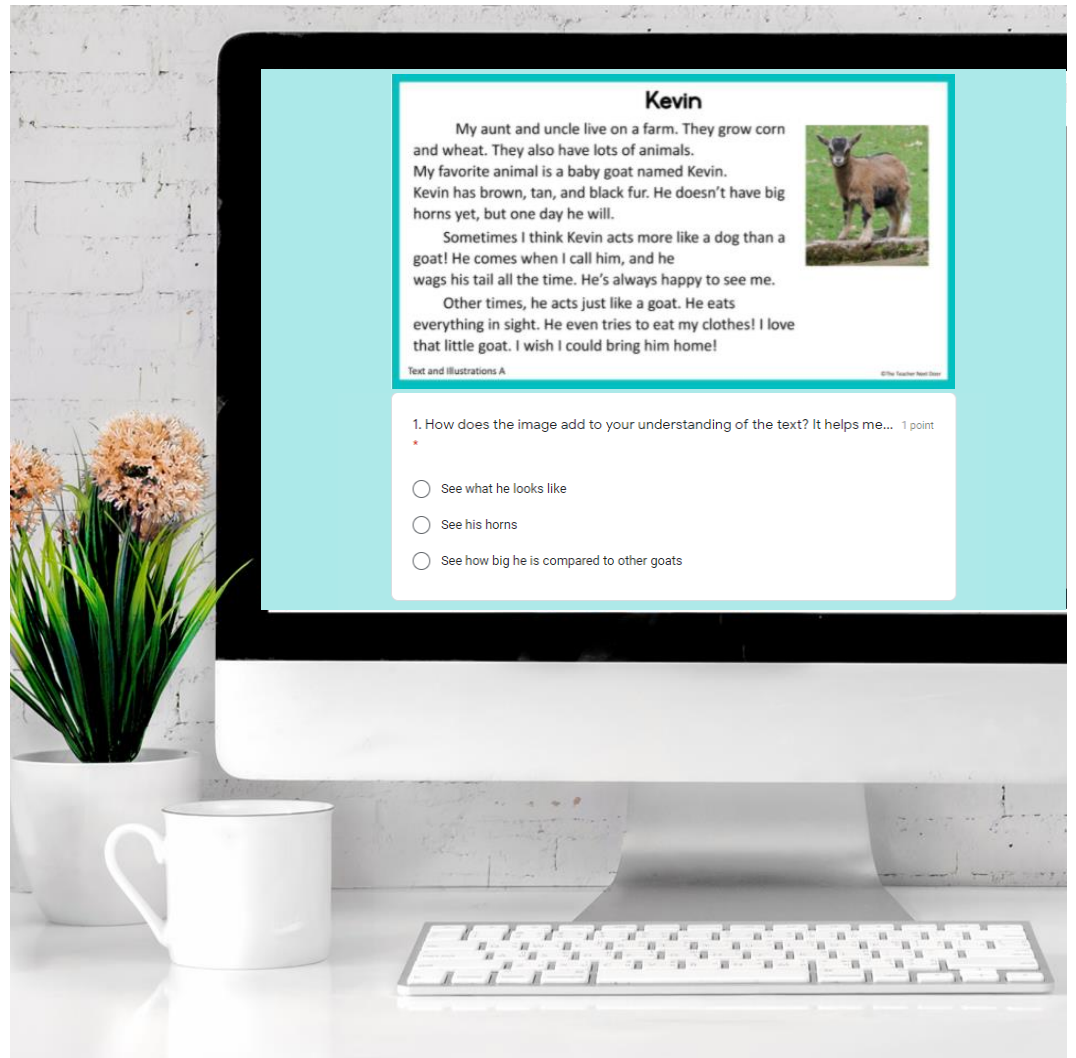 Kevin
My aunt and uncle live on a farm. They grow corn
and wheat. They also have lots of animals.
My favorite animal is a baby goat named Kevin.
Kevin has brown, tan, and black fur. He doesn't have big
horns yet, but one day he will.
Sometimes I think Kevin acts more like a dog than a
goat! He comes when I call him, and he
wags his tail all the time. He's always happy to see me.
Other times, he acts just like a goat. He eats
everything in sight. He even tries to eat my clothes! I love
that little goat. I wish I could bring him home!
Text and Illustrations A
©The Teacher Next Door
1. How does the image add to your understanding of the text? It helps me... 1 point
*
See what he looks like
See his horns
See how big he is compared to other goats